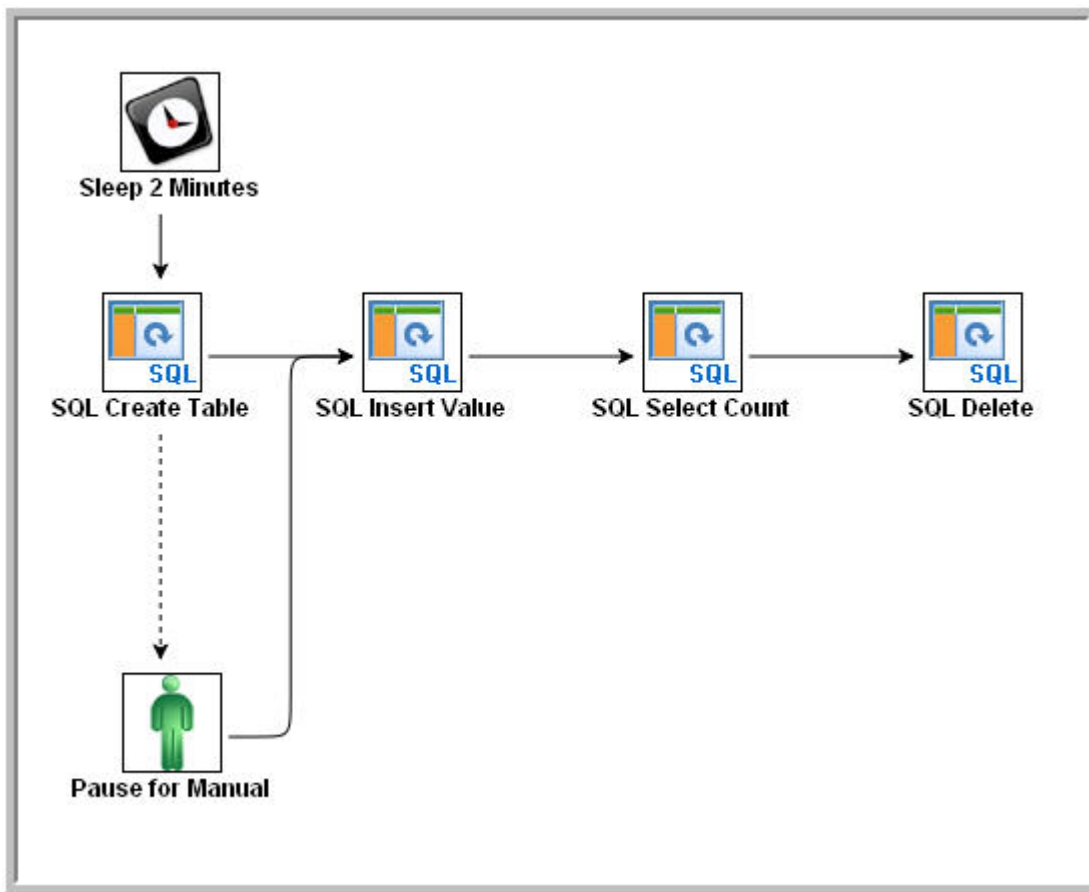 Sleep 2 Minutes
SQL
SQL
SQL
SQL
SQL Create Table
SQL Insert Value
SQL Select Count
SQL Delete
Pause for Manual